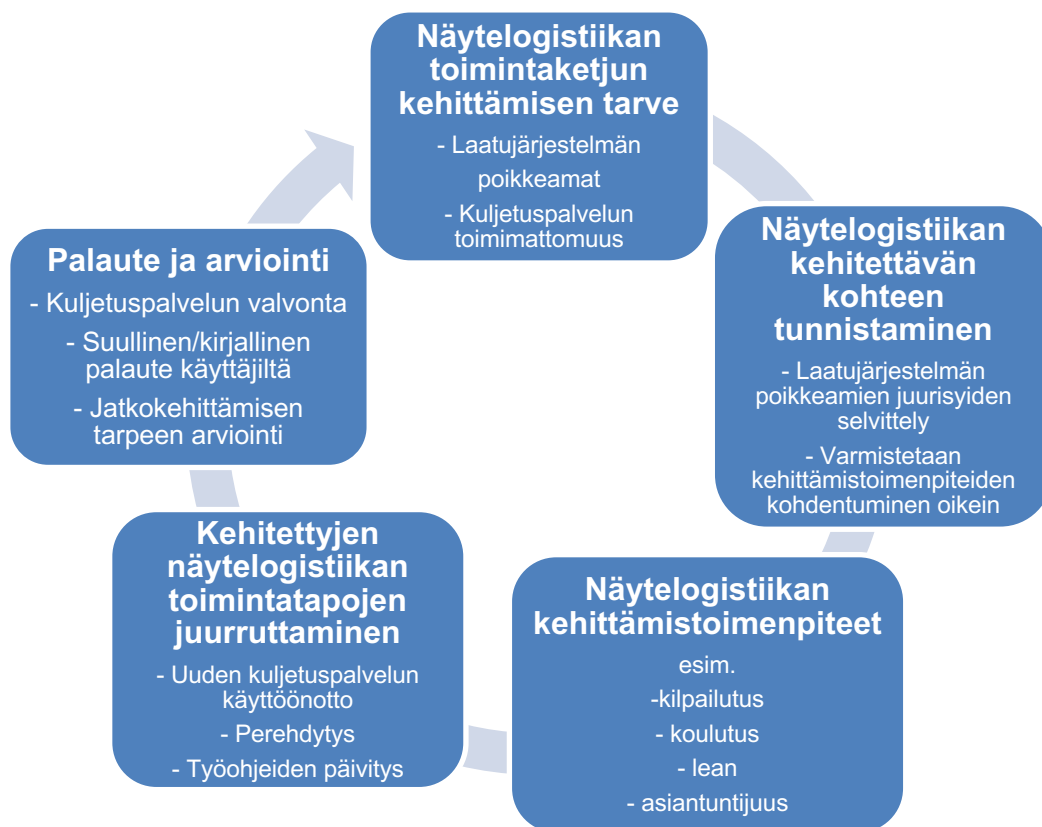 Näytelogistiikan
toimintaketjun
kehittämisen tarve
- Laatujärjestelmän
poikkeamat
- Kuljetuspalvelun
toimimattomuus
Näytelogistiikan
kehitettävän
kohteen
tunnistaminen
- Laatujärjestelmän
poikkeamien juurisyiden
selvittely
- Varmistetaan
kehittämistoimenpiteiden
kohdentuminen oikein
Näytelogistiikan
kehittämistoimenpiteet
esim.
-kilpailutus
- koulutus
- lean
- asiantuntijuus
Kehitettyjen
näytelogistiikan
toimintatapojen
juurruttaminen
- Uuden kuljetuspalvelun
käyttöönotto
- Perehdytys
- Työohjeiden päivitys
Palaute ja arviointi
- Kuljetuspalvelun valvonta
- Suullinen/kirjallinen
palaute käyttäjiltä
- Jatkokehittämisen
tarpeen arviointi